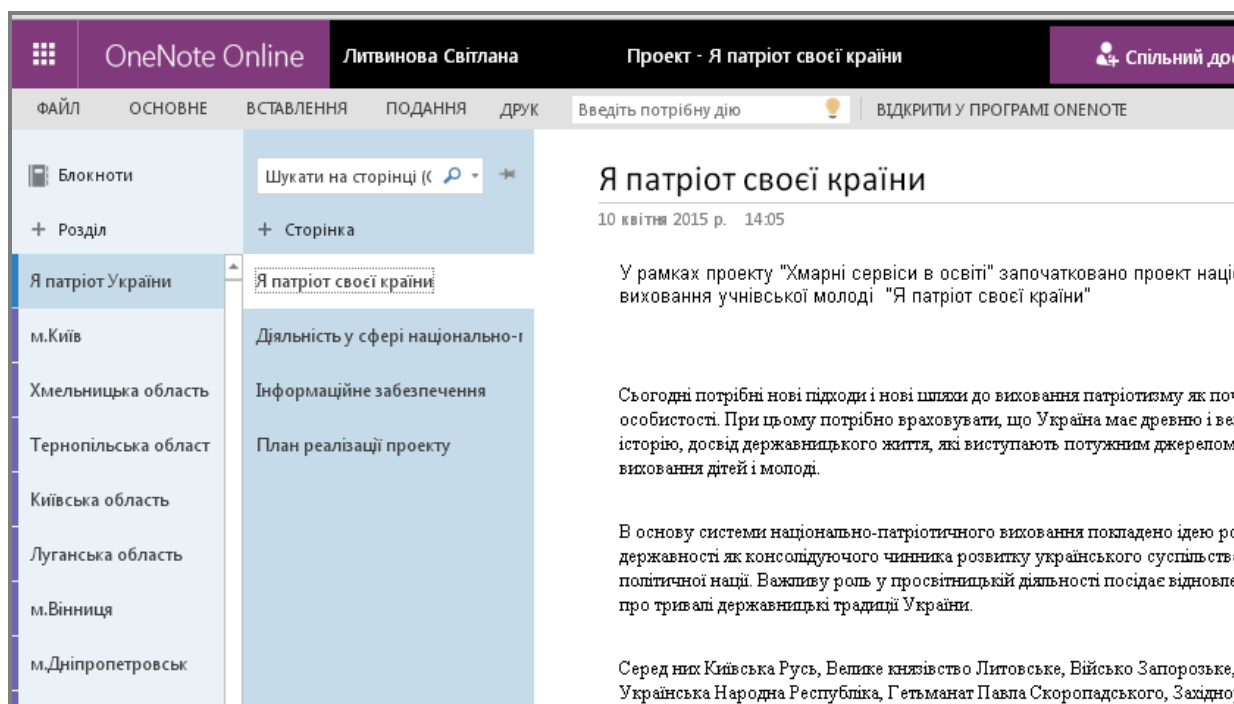 OneNote Online
Литвинова Світлана
Проект - Я патріот своєї країни
Спільний дос
ФАЙЛ ОСНОВНЕ ВСТАВЛЕННЯ ПОДАННЯ ДРУК
Введіть потрібну дію
ВІДКРИТИ У ПРОГРАМІ ONENOTE
Блокноти
+ Розділ
Я патріот України
м.Київ
Хмельницька область
Тернопільська област
Київська область
Луганська область
м.Вінниця
м.Дніпропетровськ
Шукати на сторінці (С
+ Сторінка
Я патріот своєї країни
Діяльність у сфері національно-г
Інформаційне забезпечення
План реалізації проекту
Я патріот своєї країни
10 квітня 2015 р. 14:05
У рамках проекту "Хмарні сервіси в освіті" започатковано проект наці
виховання учнівської молоді "Я патріот своєї країни"
Сьогодні потрібні нові підходи і нові шляхи до виховання патріотизму як поч
особистості. При цьому потрібно враховувати, що Україна має древню і ве
історію, досвід державницького життя, які виступають потужним джерелом
виховання дітей і молоді.
В основу системи національно-патріотичного виховання покладено ідею ро
державності як консолідуючого чинника розвитку українського суспільства
політичної нації. Важливу роль у просвітницькій діяльності посідає відновле
про тривалі державницькі традиції України.
Серед них Київська Русь, Велике князівство Литовське, Військо Запорозьке,
Українська Народна Республіка, Гетьманат Павла Скоропадського, Західно